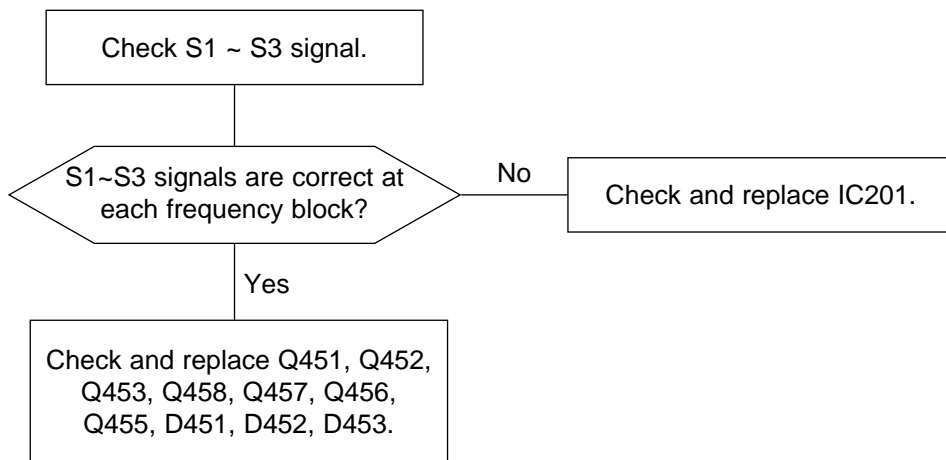 Check S1 ~ S3 signal.
S1~S3 signals are correct at
each frequency block?
No
Check and replace IC201.
Yes
Check and replace Q451, Q452,
Q453, Q458, Q457, Q456,
Q455, D451, D452, D453.